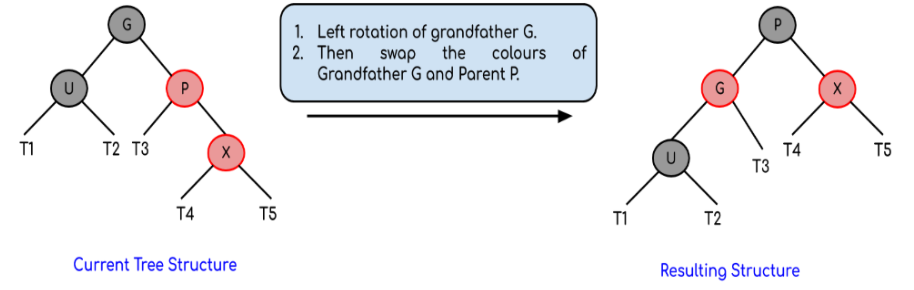 G
1. Left rotation of grandfather G.
2. Then swap the colours of
Grandfather G and Parent P.
P
U
P
G
X
T1
T2
T3
X
T4
T5
U
T3
T4
T5
T1
T2
Current Tree Structure
Resulting Structure